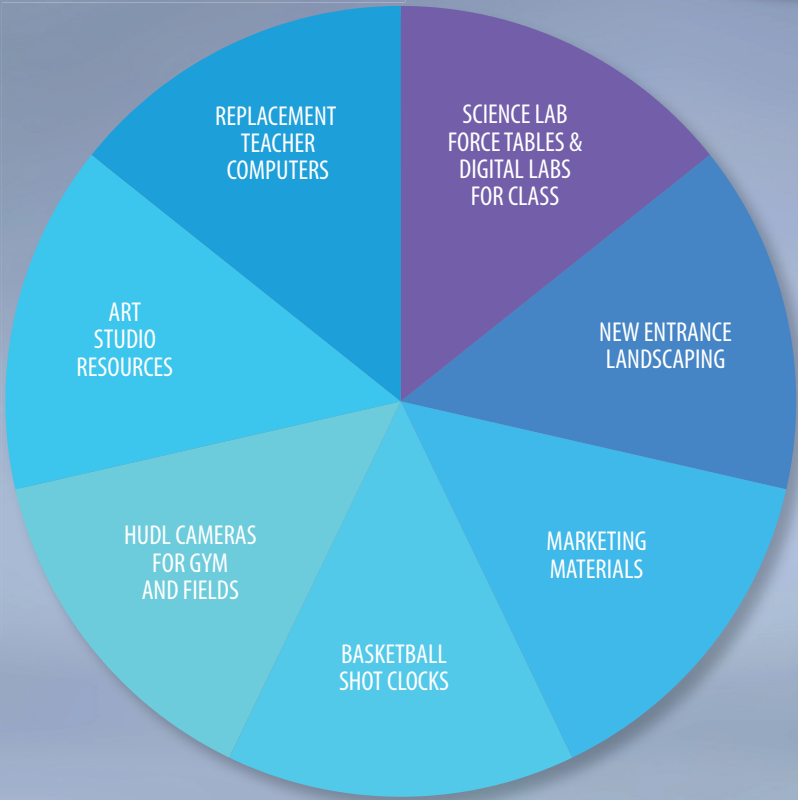 REPLACEMENT
TEACHER
COMPUTERS
SCIENCE LAB
FORCE TABLES &
DIGITAL LABS
FOR CLASS
ART
STUDIO
RESOURCES
NEW ENTRANCE
LANDSCAPING
HUDL CAMERAS
FOR GYM
AND FIELDS
MARKETING
MATERIALS
BASKETBALL
SHOT CLOCKS